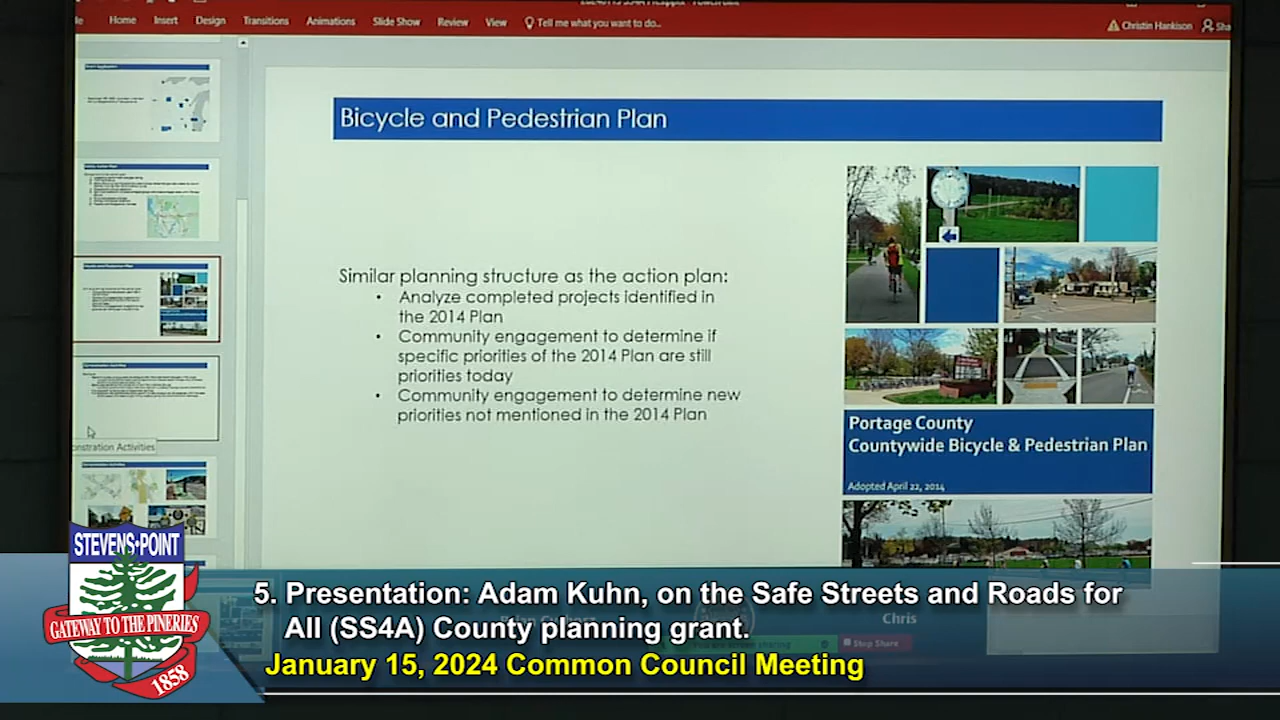 Home Insert Design Transitions Animations Slide Show Review View Tell me what you want to do... Christin Hankison Sha
Bicycle and Pedestrian Plan
Similar planning structure as the action plan:
• Analyze completed projects identified in
the 2014 Plan
• Community engagement to determine if
specific priorities of the 2014 Plan are still
priorities today
• Community engagement to determine new
priorities not mentioned in the 2014 Plan
Portage County
Countywide Bicycle & Pedestrian Plan
Adopted April 22, 2014
onstration Activities
STEVENS•POINT
GATEWAY TO THE PINERIES
1858
5. Presentation: Adam Kuhn, on the Safe Streets and Roads for
All (SS4A) County planning grant.
January 15, 2024 Common Council Meeting
Chris
Stop Share